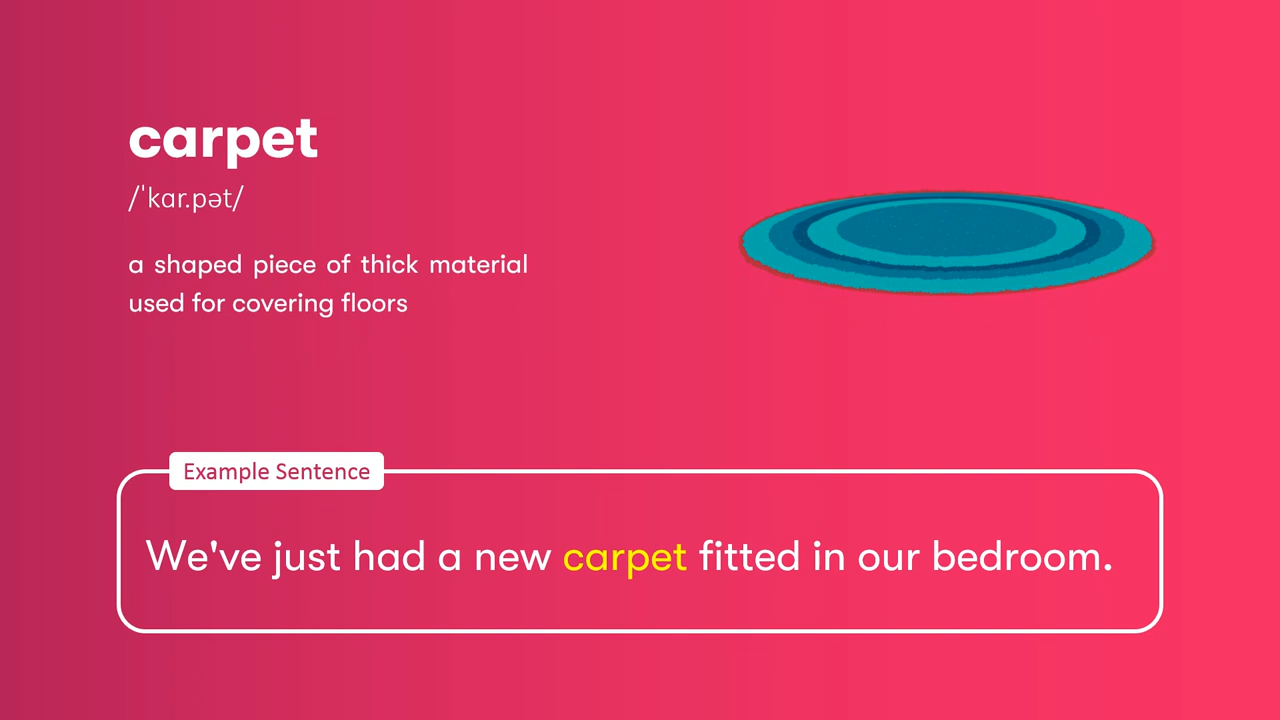 carpet
/ˈkɑr.pət/
a shaped piece of thick material
used for covering floors
Example Sentence
We've just had a new carpet fitted in our bedroom.